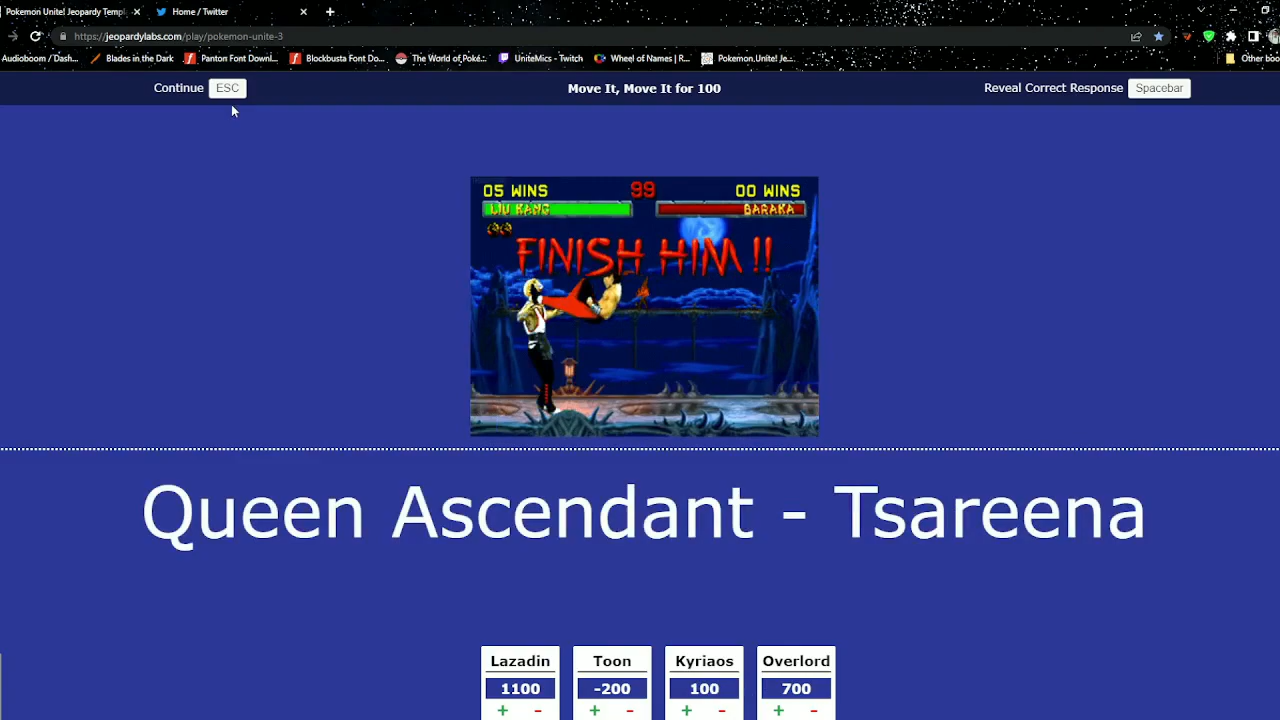 Pokemon Unite! Jeopardy Templ
Home / Twitter
https://jeopardylabs.com/play/pokemon-unite-3
Audioboom / Dash...
Blades in the Dark
Panton Font Downl...
Blockbusta Font Do...
The World of Poké...
UniteMics - Twitch
Wheel of Names | R...
Pokemon Unite! Je...
Other boo
Continue ESC
Move It, Move It for 100
Reveal Correct Response Spacebar
05 WINS 99 00 WINS
LIU KANG BARAKA
FINISH HIM !!
Queen Ascendant - Tsareena
Lazadin Toon Kyriaos Overlord
1100 -200 100 700
+ - + - + - + -